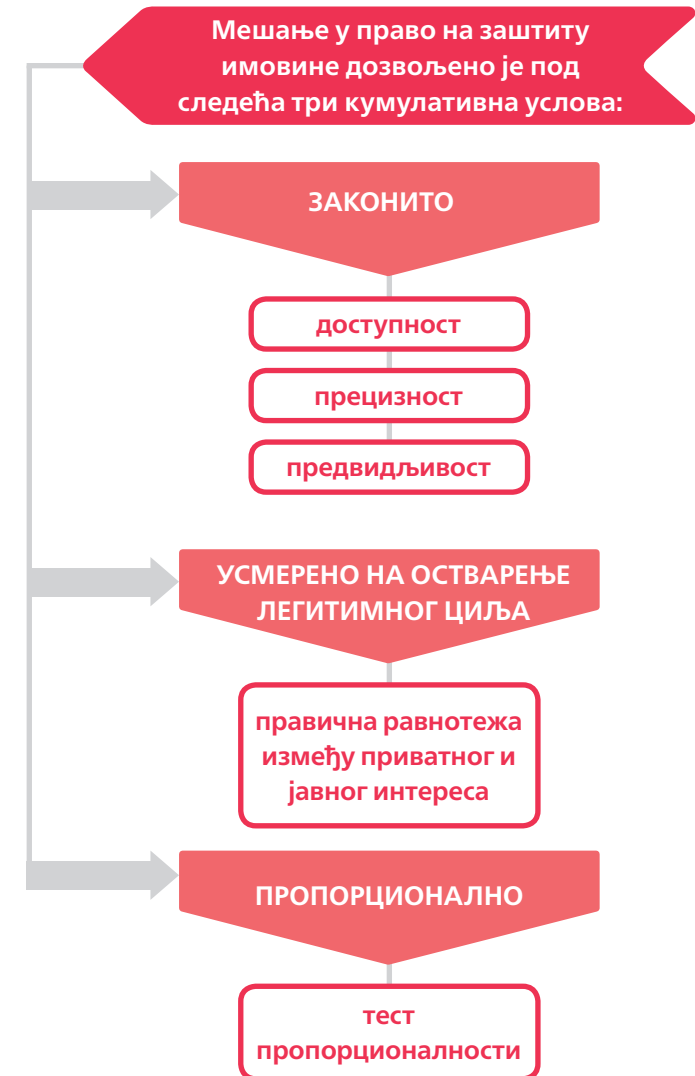 Мешање у право на заштиту
имовине дозвољено је под
следећа три кумулативна услова:
ЗАКОНИТО
доступност
прецизност
предвидљивост
УСМЕРЕНО НА ОСТВАРЕЊЕ
ЛЕГИТИМНОГ ЦИЉА
правична равнотежа
између приватног и
јавног интереса
ПРОПОРЦИОНАЛНО
тест
пропорционалности